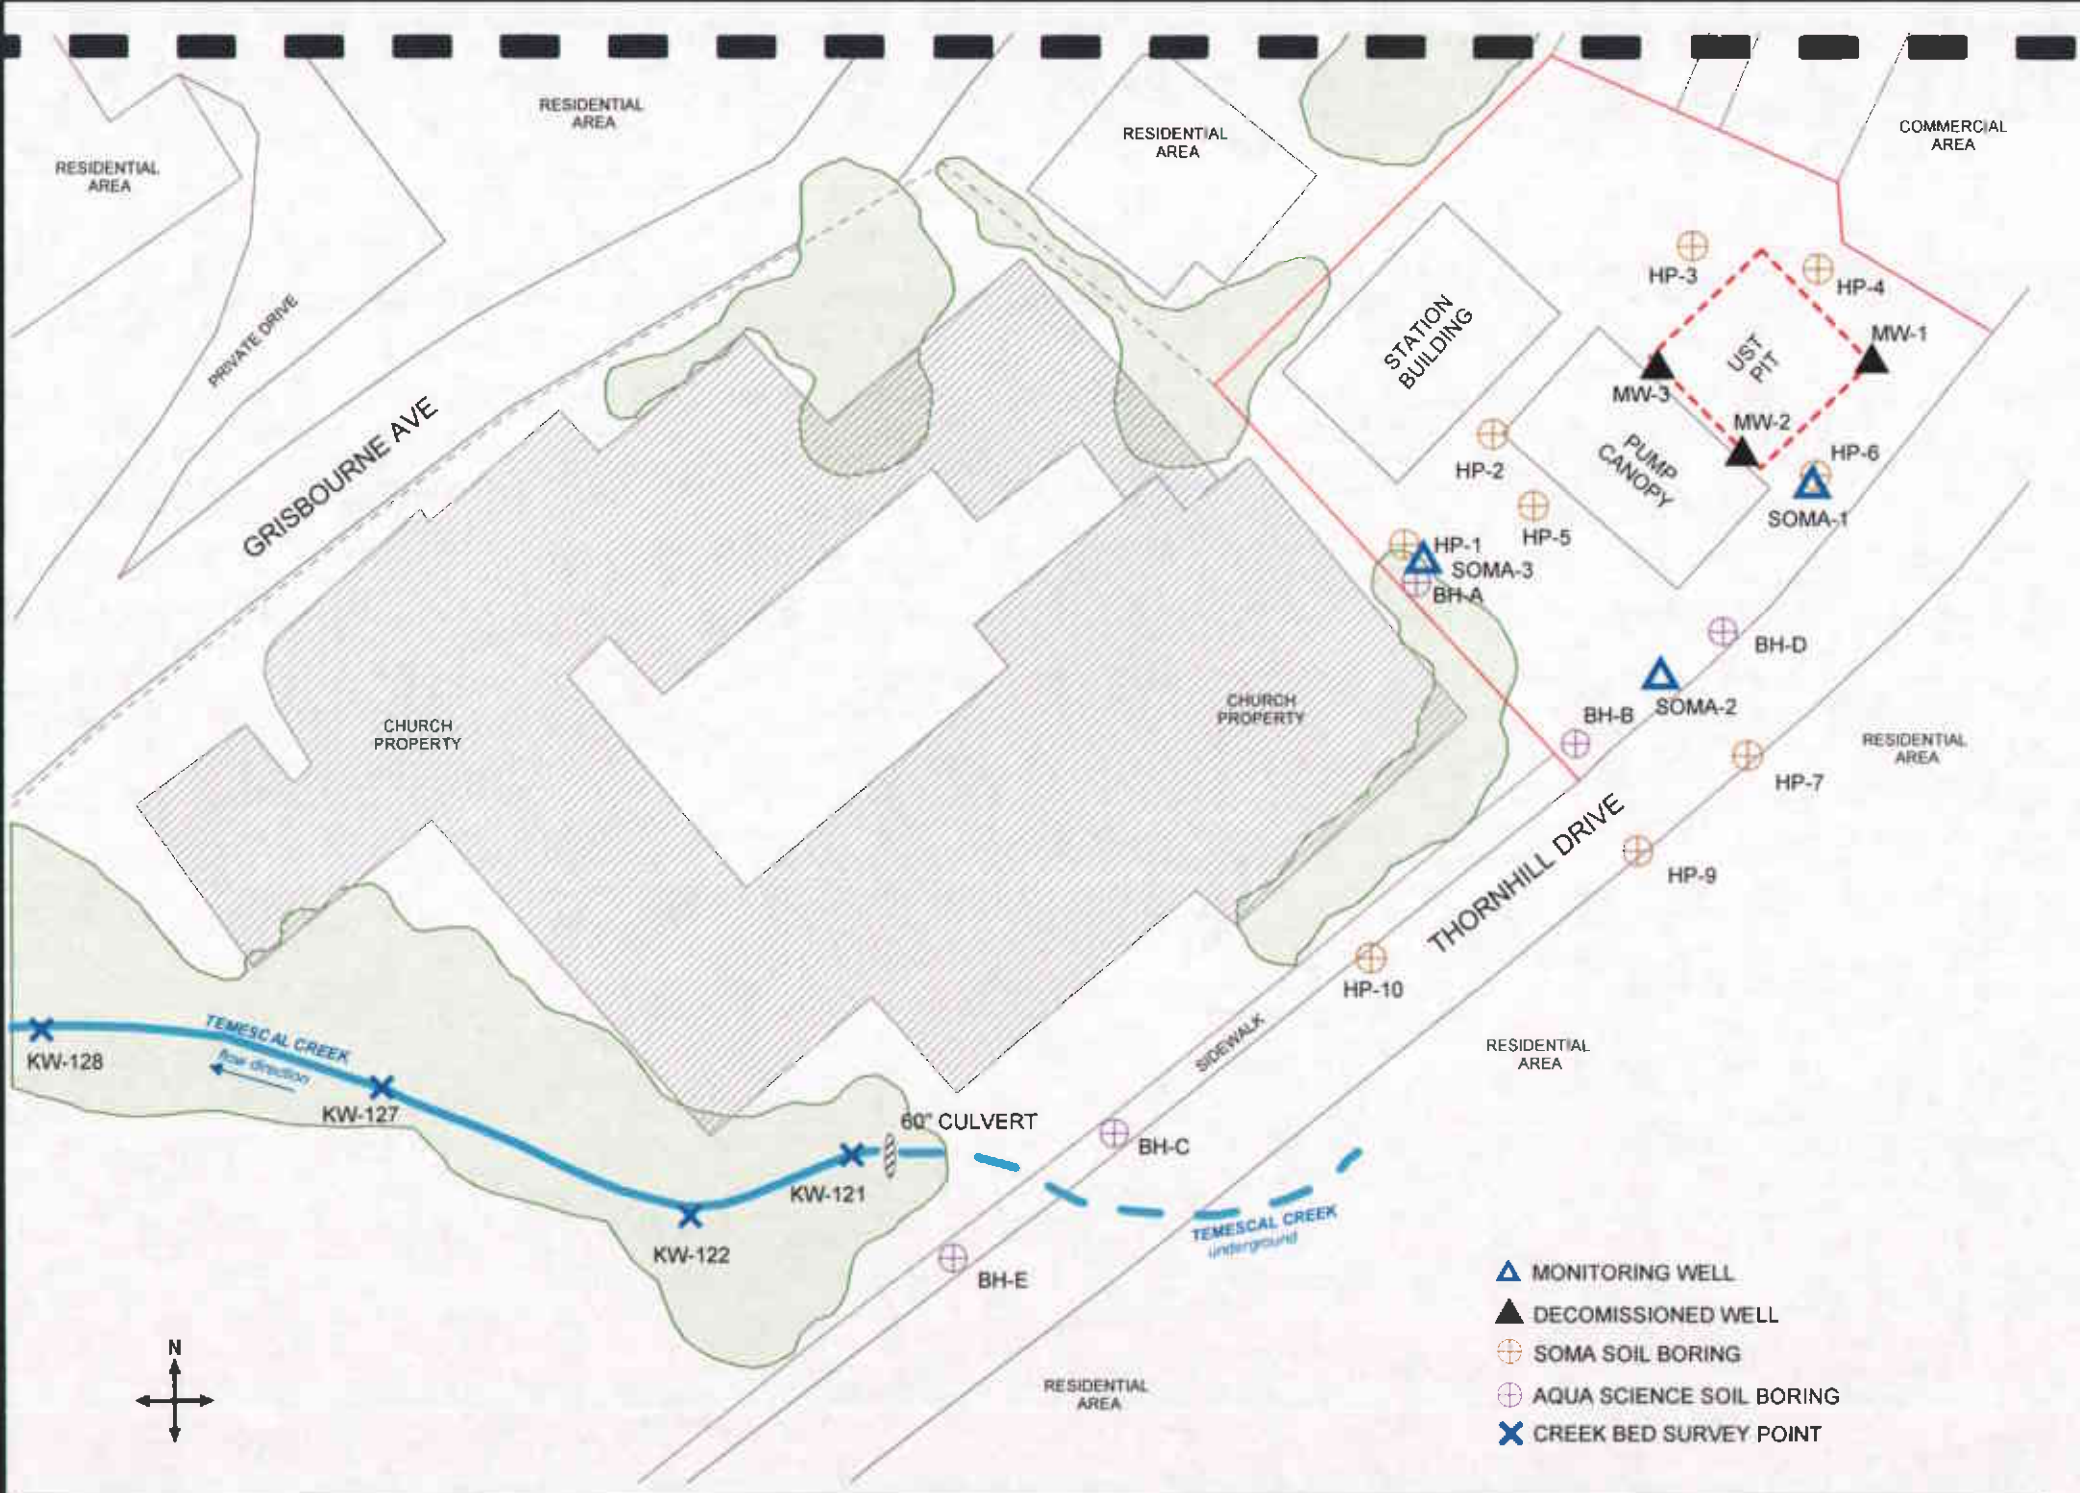 RESIDENTIAL
AREA
RESIDENTIAL
AREA
RESIDENTIAL
AREA
COMMERCIAL
AREA
PRIVATE DRIVE
GRISBOURNE AVE
STATION
BUILDING
HP-3
HP-4
MW-1
UST
PIT
MW-3
MW-2
PUMP
CANOPY
HP-6
SOMA-1
HP-2
HP-5
HP-1
SOMA-3
BH-A
BH-D
SOMA-2
BH-B
CHURCH
PROPERTY
CHURCH
PROPERTY
RESIDENTIAL
AREA
HP-7
THORNHILL DRIVE
HP-9
HP-10
SIDEWALK
RESIDENTIAL
AREA
TEMESCAL CREEK
flow direction
KW-128
KW-127
60" CULVERT
BH-C
KW-121
KW-122
TEMESCAL CREEK
underground
BH-E
RESIDENTIAL
AREA
N
MONITORING WELL
DECOMISSIONED WELL
SOMA SOIL BORING
AQUA SCIENCE SOIL BORING
CREEK BED SURVEY POINT